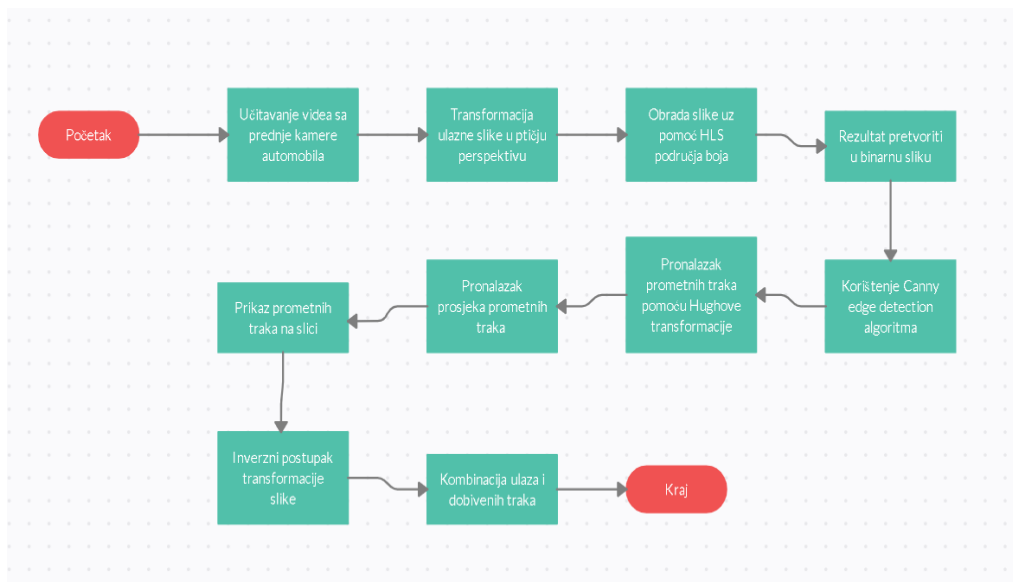 Početak
Učitavanje videa sa
prednje kamere
automobila
Transformacija
ulazne slike u ptičju
perspektivu
Obrada slike uz
pomoć HLS
područja boja
Rezultat pretvoriti
u binarnu sliku
Korištenje Canny
edge detection
algoritma
Pronalazak
prometnih traka
pomoću Hughove
transformacije
Pronalazak
prosjeka prometnih
traka
Prikaz prometnih
traka na slici
Inverzni postupak
transformacije
slike
Kombinacija ulaza i
dobivenih traka
Kraj